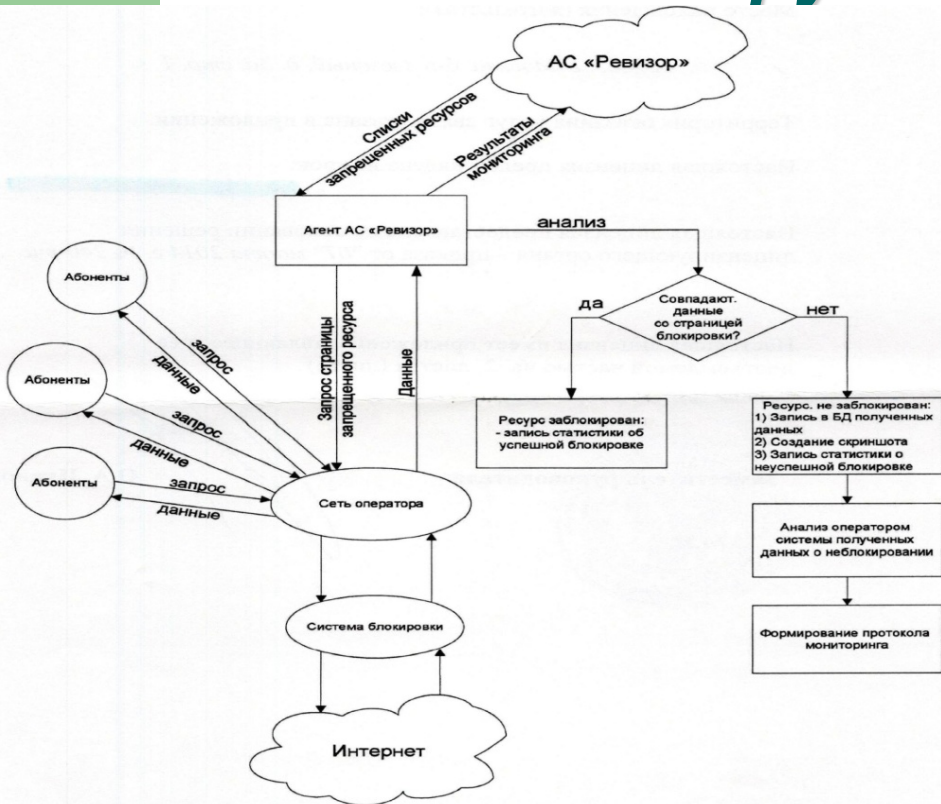 АС «Ревизор»
Списки
запрещенных ресурсов
Результаты
мониторинга
Агент АС «Ревизор»
анализ
Абоненты
запрос
данные
Абоненты
запрос
данные
Абоненты
запрос
данные
запрос страницы
запрещенного ресурса
Данные
Сеть оператора
Система блокировки
Интернет
да
Совпадают.
данные
со страницей
блокировки?
нет
Ресурс заблокирован:
- запись статистики об
успешной блокировке
Ресурс. не заблокирован:
1) Запись в БД полученных
данных
2) Создание скриншота
3) Запись статистики о
неуспешной блокировке
Анализ оператором
системы полученных
данных о неблокировании
Формирование протокола
мониторинга